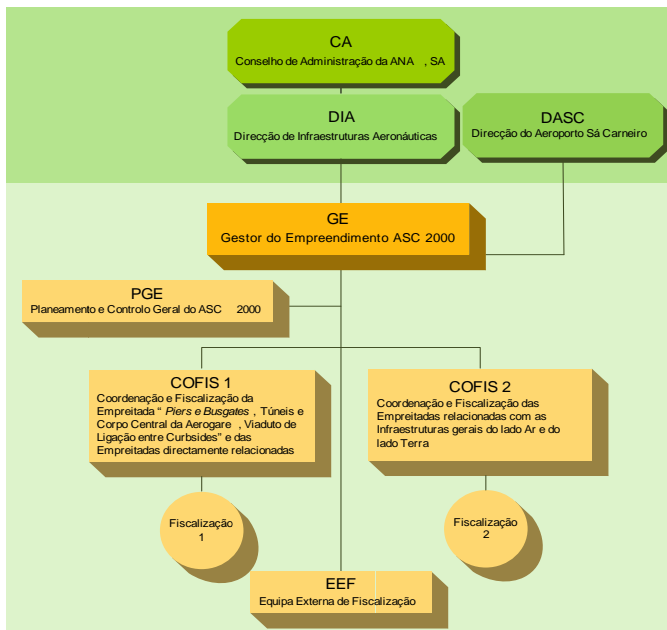 CA
Conselho de Administração da ANA , SA
DIA
Direcção de Infraestruturas Aeronáuticas
DASC
Direcção do Aeroporto Sá Carneiro
GE
Gestor do Empreendimento ASC 2000
PGE
Planeamento e Controlo Geral do ASC 2000
COFIS 1
Coordenação e Fiscalização da
Empreitada “ Piers e Busgates , Túneis e
Corpo Central da Aerogare , Viaduto de
Ligação entre Curbsides” e das
Empreitadas directamente relacionadas
COFIS 2
Coordenação e Fiscalização das
Empreitadas relacionadas com as
Infraestruturas gerais do lado Ar e do
lado Terra
Fiscalização
1
Fiscalização
2
EEF
Equipa Externa de Fiscalização